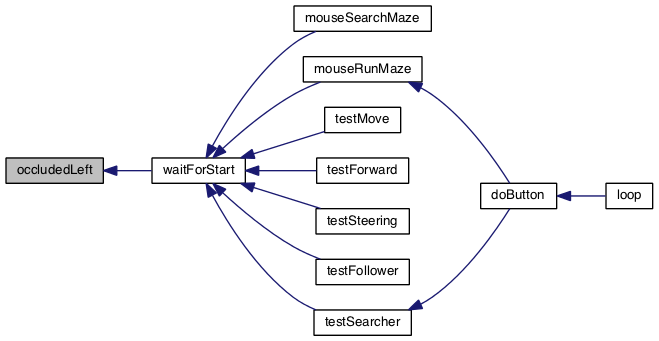 mouseSearchMaze
mouseRunMaze
testMove
occludedLeft
waitForStart
testForward
doButton
loop
testSteering
testFollower
testSearcher